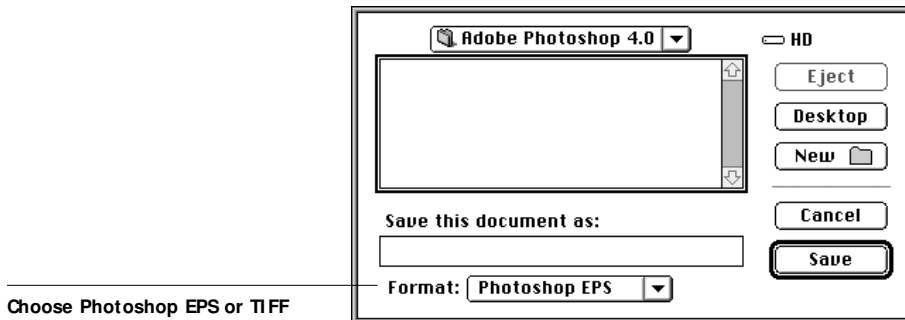 Adobe Photoshop 4.0
HD
Eject
Desktop
New
Cancel
Save this document as:
Save
Format: Photoshop EPS
Choose Photoshop EPS or TIFF